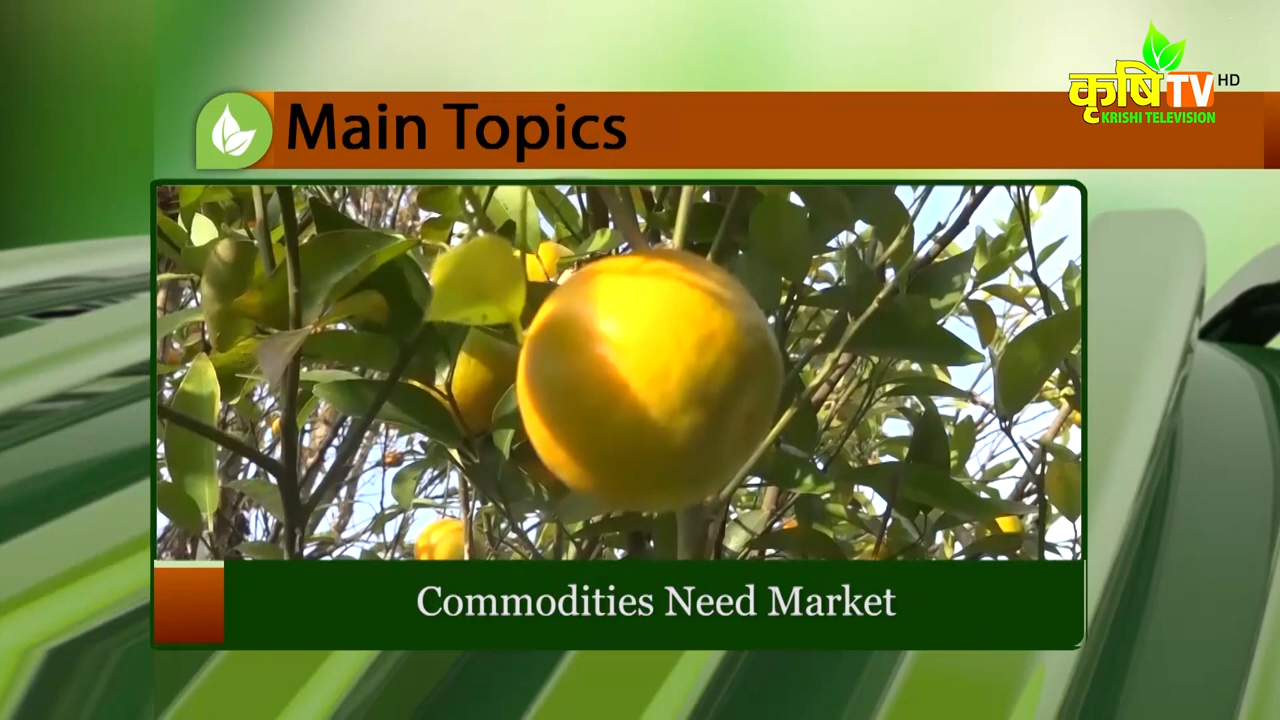 कृषि TV HD
KRISHI TELEVISION
Main Topics
Commodities Need Market